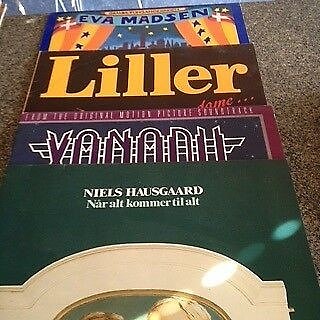 EVA MADSEN
Liller
dame...
FROM THE ORIGINAL MOTION PICTURE SOUNDTRACK
XANADU
NIELS HAUSGAARD
Når alt kommer til alt